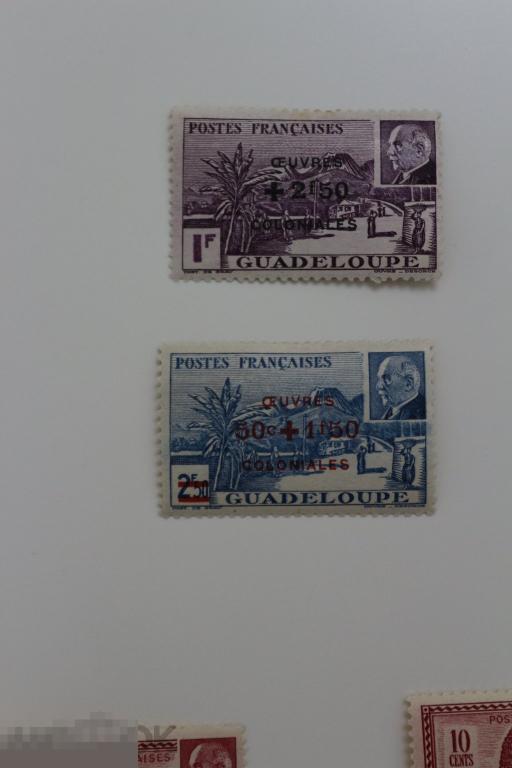 POSTES FRANÇAISES
ŒUVRES
+ 2F50
COLONIALES
1F
GUADELOUPE
POSTES FRANÇAISES
ŒUVRES
50c + 1F50
COLONIALES
2F50
GUADELOUPE
10
CENTS